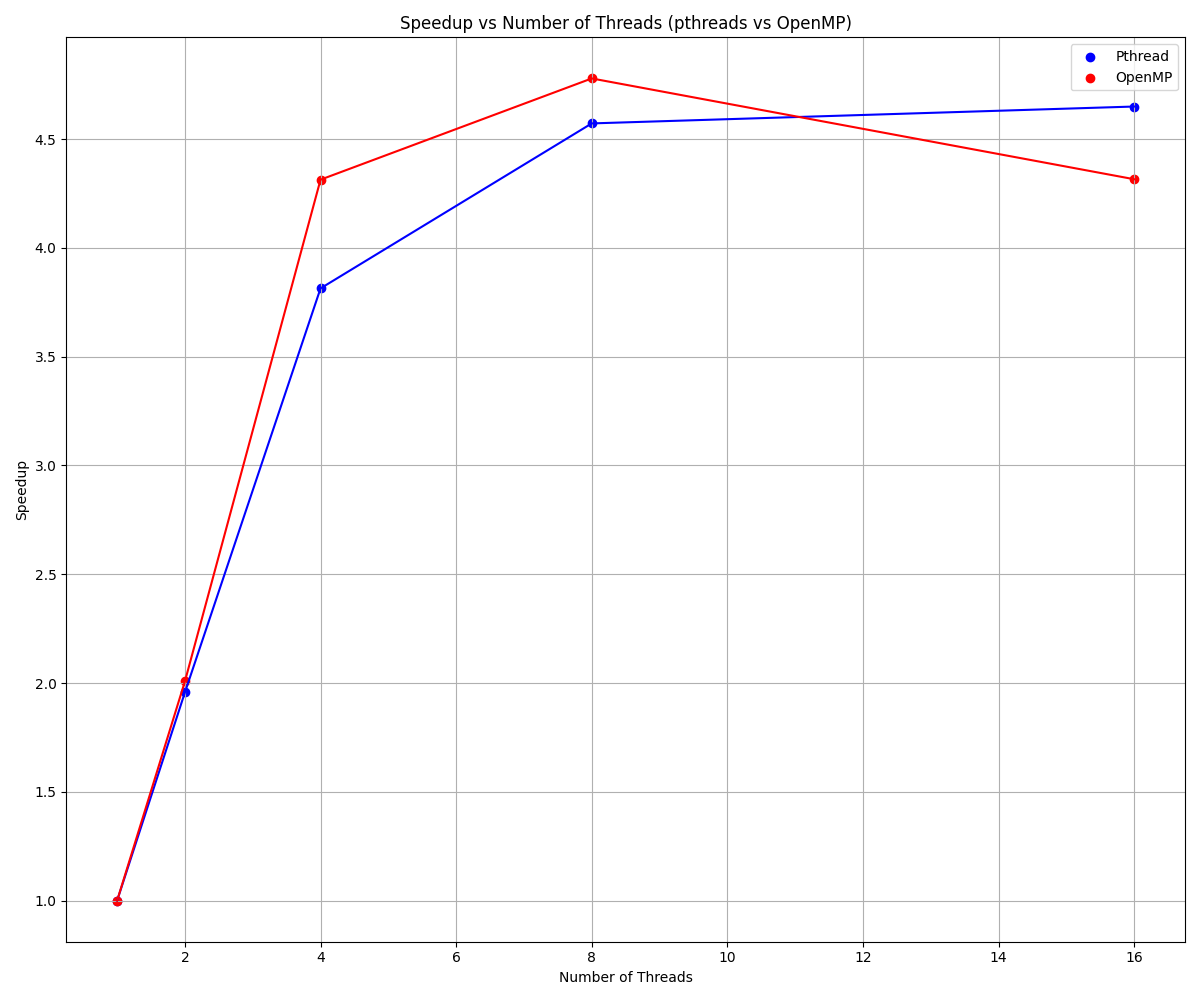 Speedup vs Number of Threads (pthreads vs OpenMP)
Pthread
OpenMP
4.5
4.0
3.5
3.0
2.5
2.0
1.5
1.0
Speedup
2 4 6 8 10 12 14 16
Number of Threads